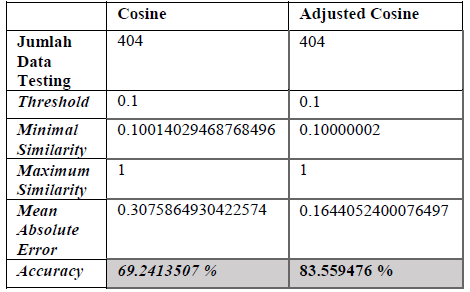 Cosine Adjusted Cosine
Jumlah 404 404
Data
Testing
Threshold 0.1 0.1
Minimal 0.10014029468768496 0.10000002
Similarity
Maximum 1 1
Similarity
Mean 0.3075864930422574 0.1644052400076497
Absolute
Error
Accuracy 69.2413507 % 83.559476 %